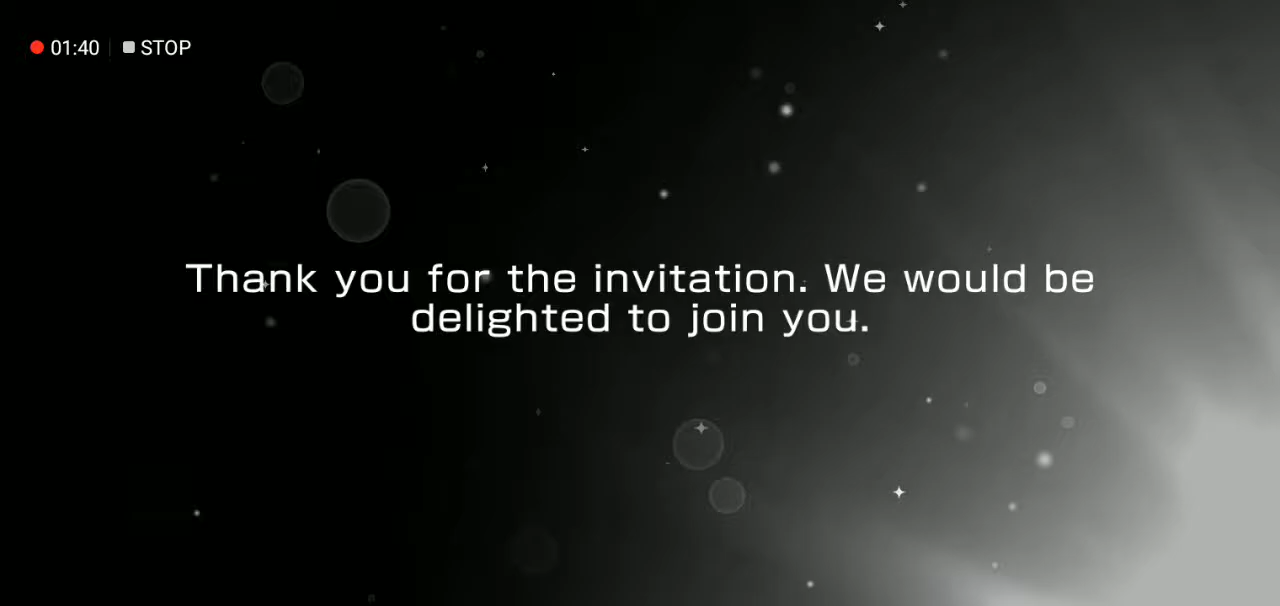 01:40 STOP
Thank you for the invitation. We would be
delighted to join you.